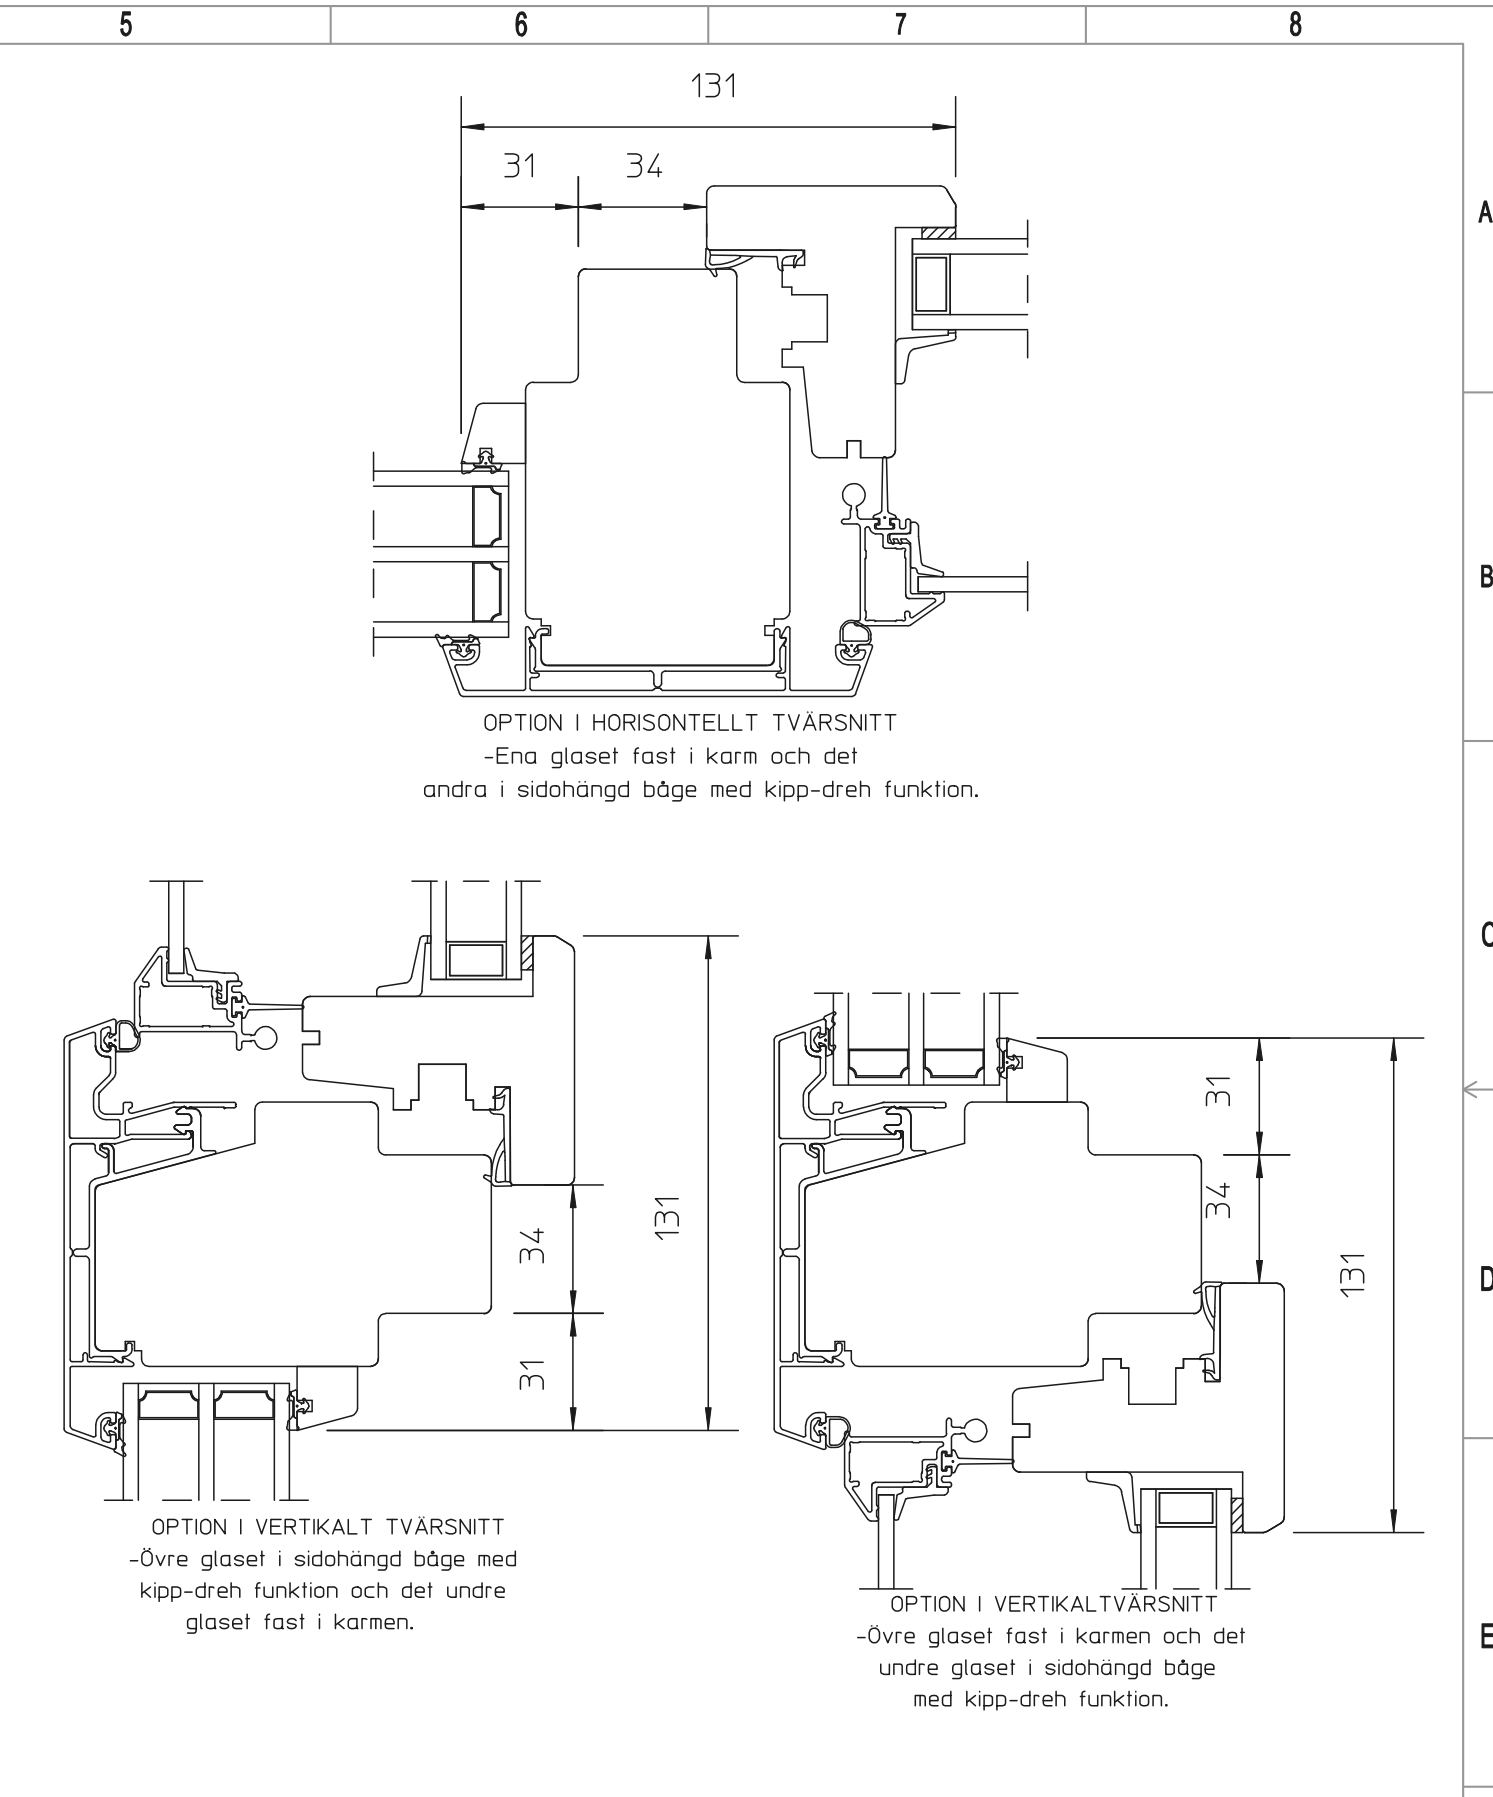 5 6 7 8
131
31 34
A
B
OPTION I HORISONTELLT TVÄRSNITT
-Ena glaset fast i karm och det
andra i sidohängd båge med kipp-dreh funktion.
C
31
34
131
131
34
31
D
OPTION I VERTIKALT TVÄRSNITT
-Övre glaset i sidohängd båge med
kipp-dreh funktion och det undre
glaset fast i karmen.
OPTION I VERTIKALTVÄRSNITT
-Övre glaset fast i karmen och det
undre glaset i sidohängd båge
med kipp-dreh funktion.
E